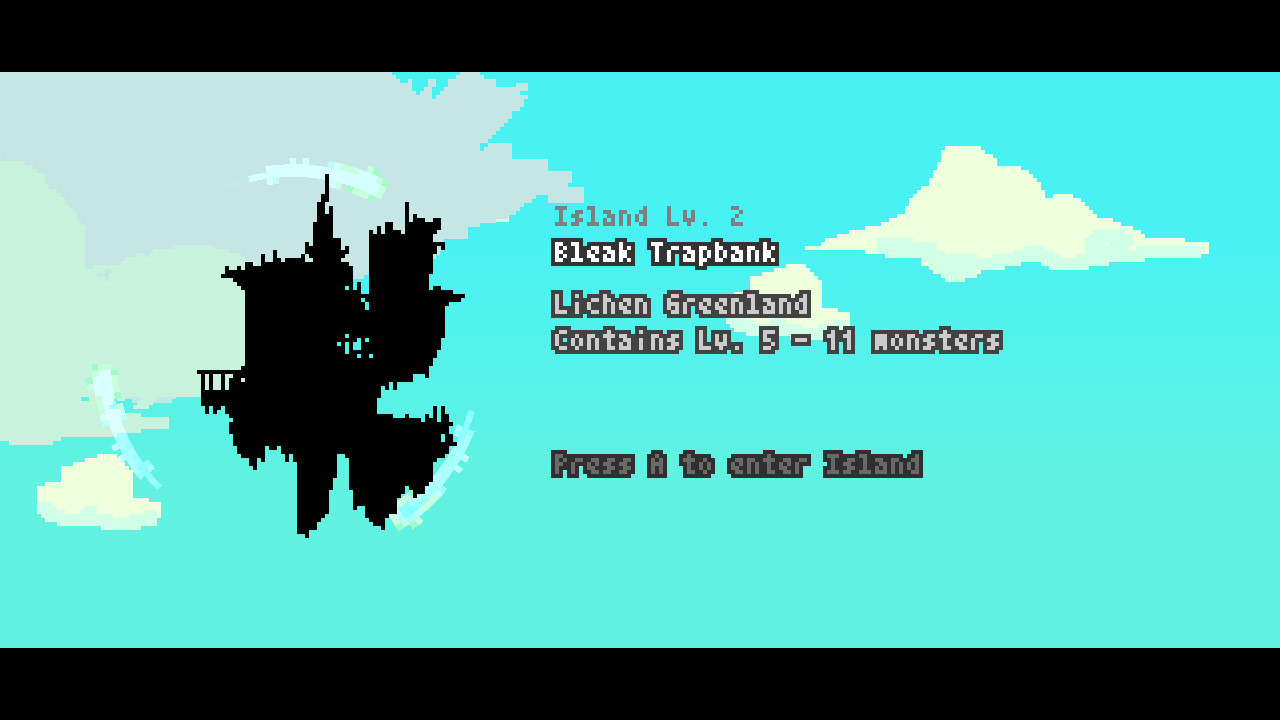 Island Lv. 2
Bleak Trapbank
Lichen Greenland
Contains Lv. 5 - 11 monsters
Press A to enter Island